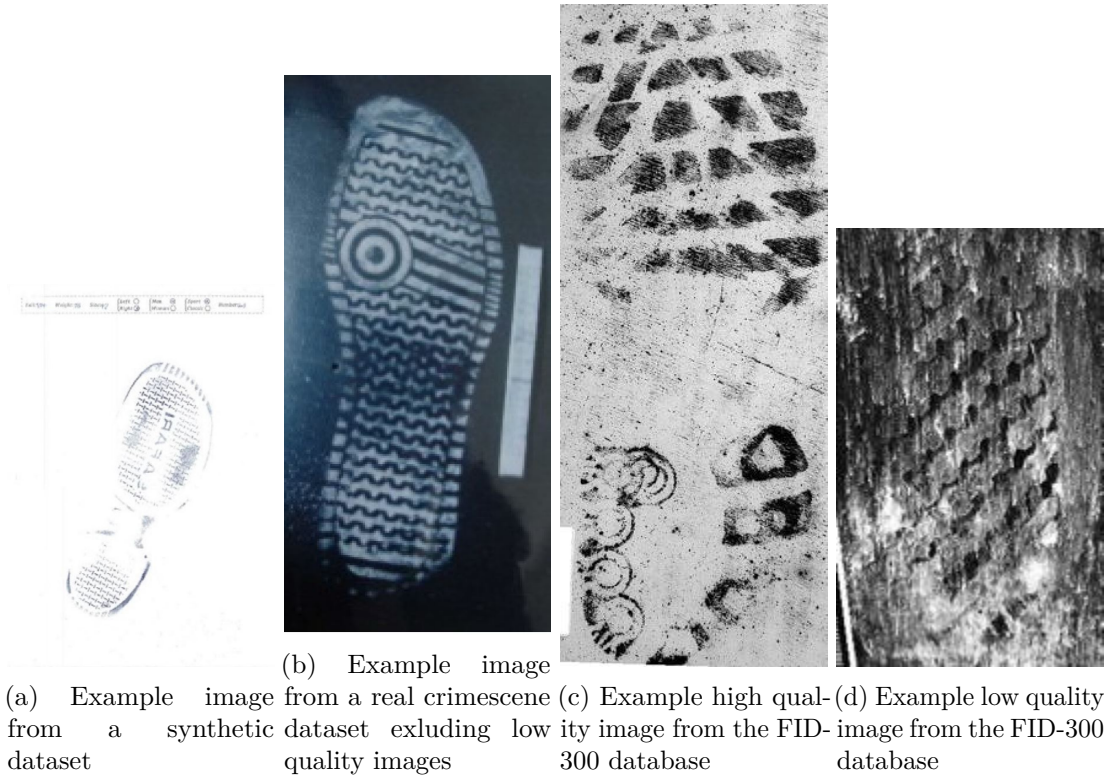 (a) Example image
from a synthetic
dataset
(b) Example image
from a real crimescene
dataset exluding low
quality images
(c) Example high qual-
ity image from the FID-
300 database
(d) Example low quality
image from the FID-300
database